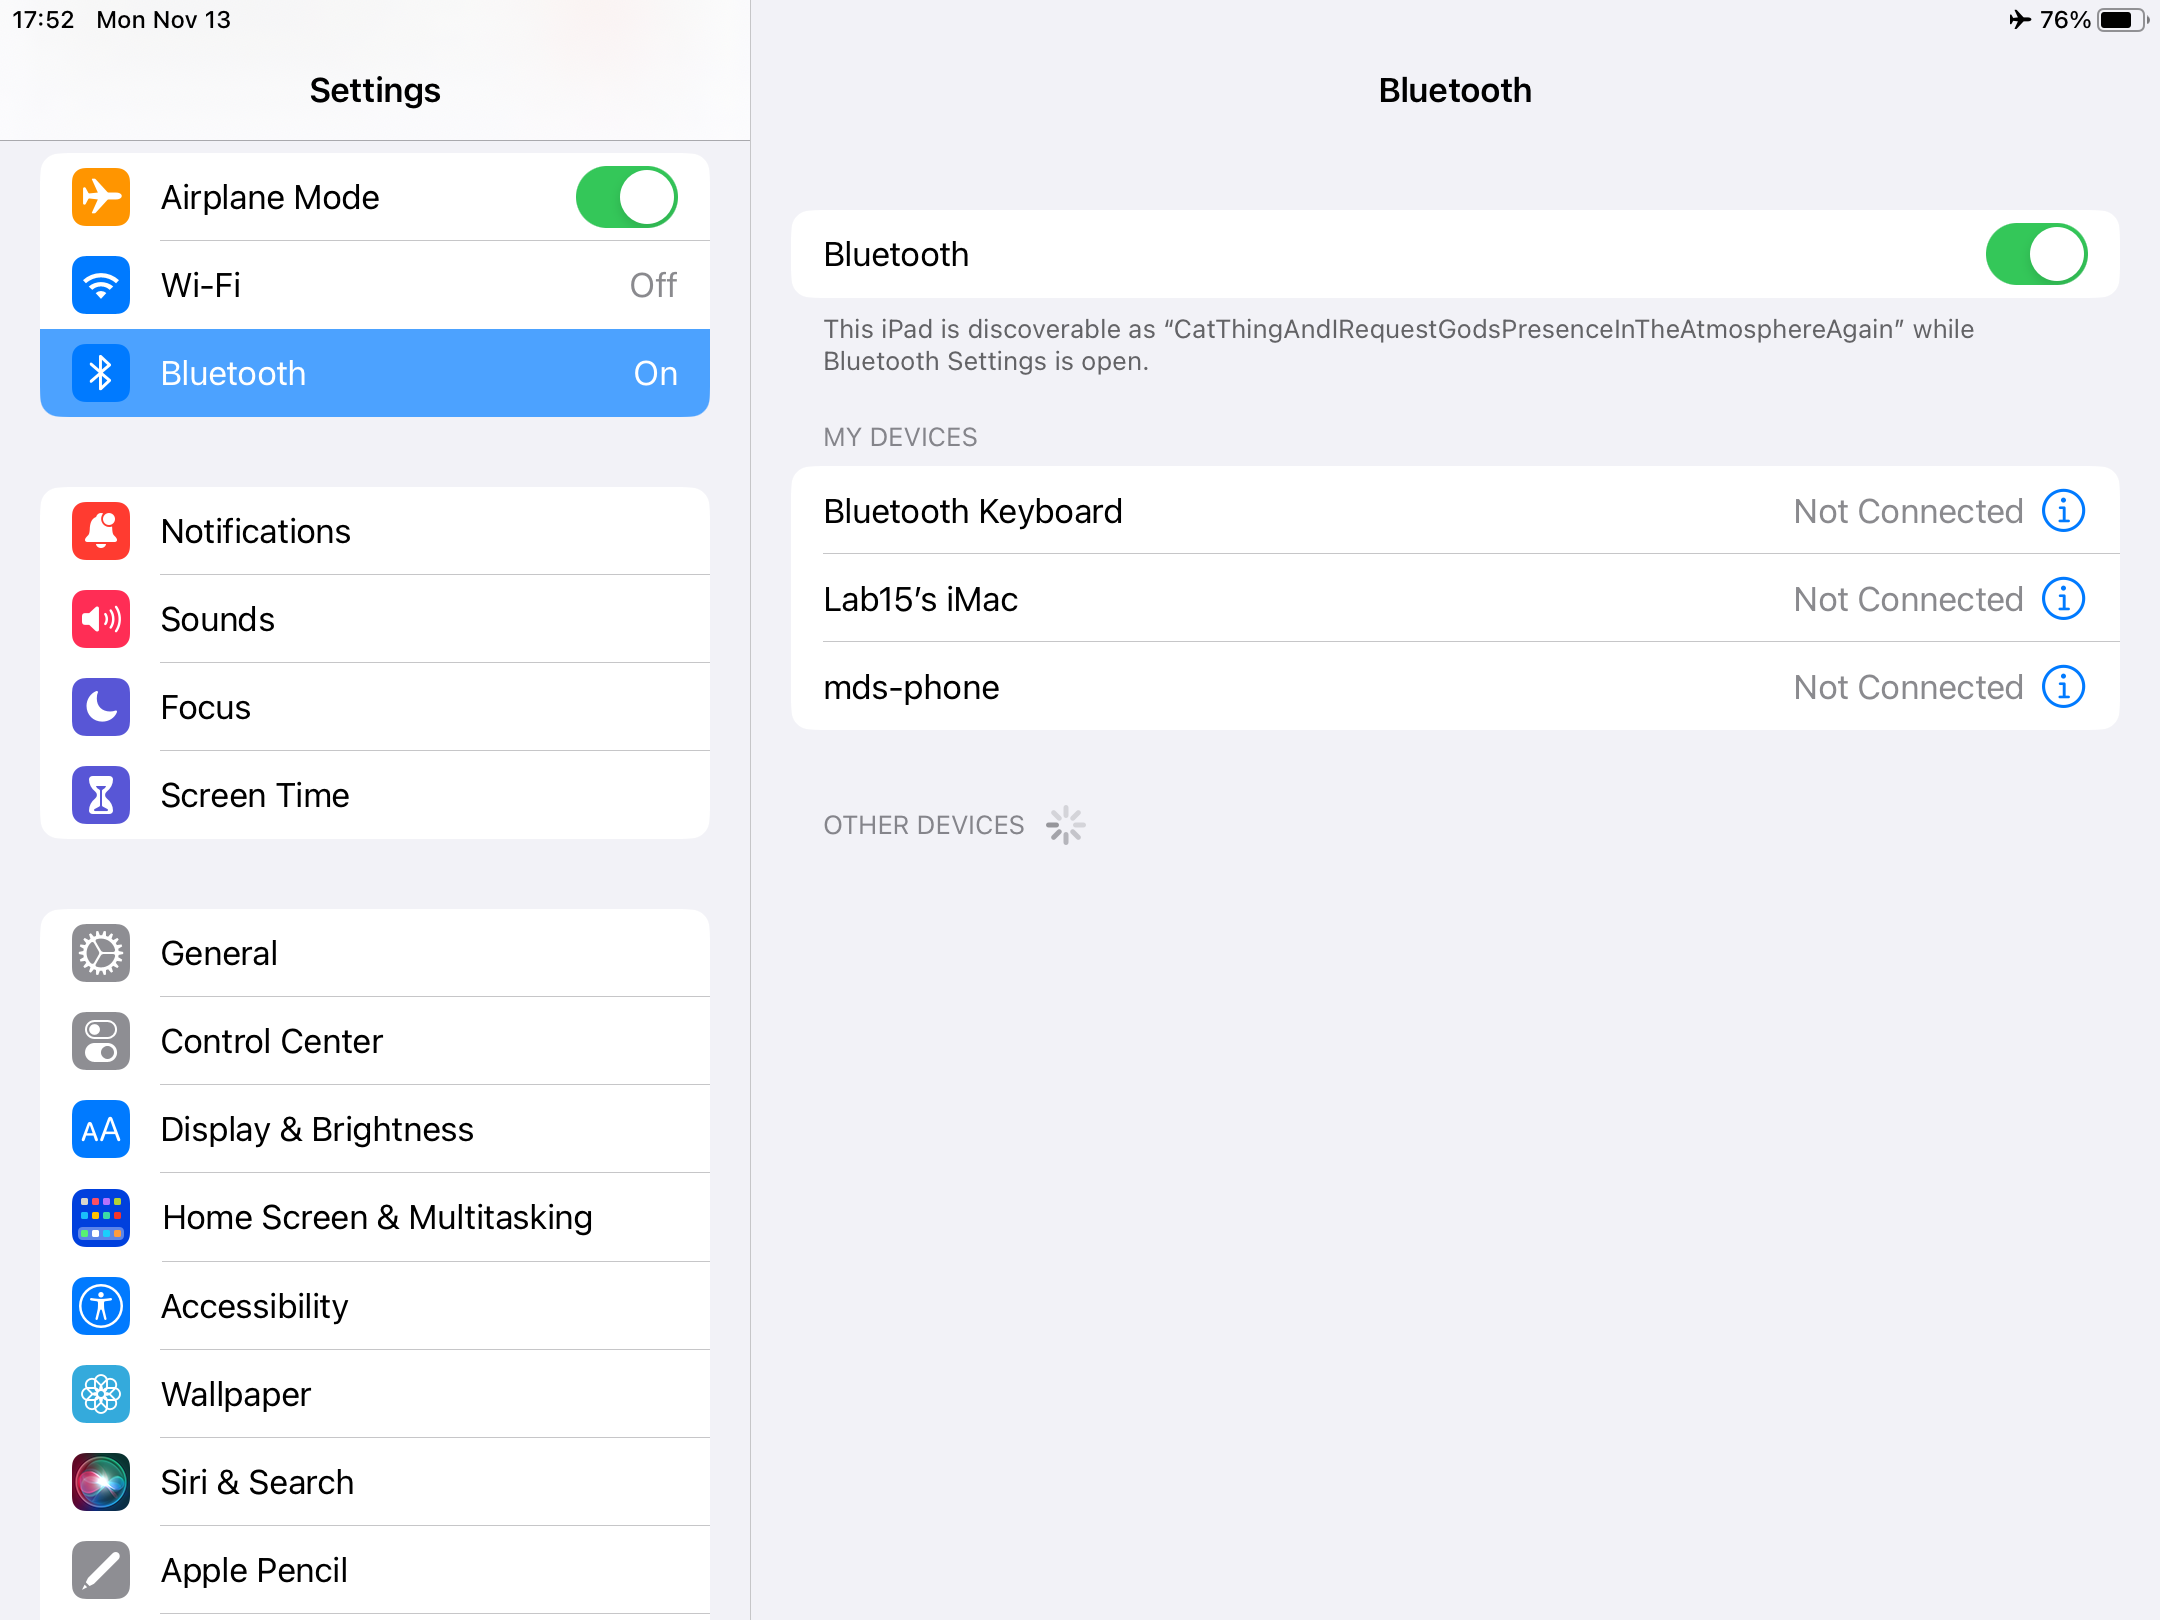 17:52 Mon Nov 13
76%
Settings
Airplane Mode
Wi-Fi Off
Bluetooth On
Notifications
Sounds
Focus
Screen Time
General
Control Center
AA Display & Brightness
Home Screen & Multitasking
Accessibility
Wallpaper
Siri & Search
Apple Pencil
Bluetooth
Bluetooth
This iPad is discoverable as “CatThingAndIRequestGodsPresenceInTheAtmosphereAgain” while
Bluetooth Settings is open.
MY DEVICES
Bluetooth Keyboard Not Connected
Lab15’s iMac Not Connected
mds-phone Not Connected
OTHER DEVICES